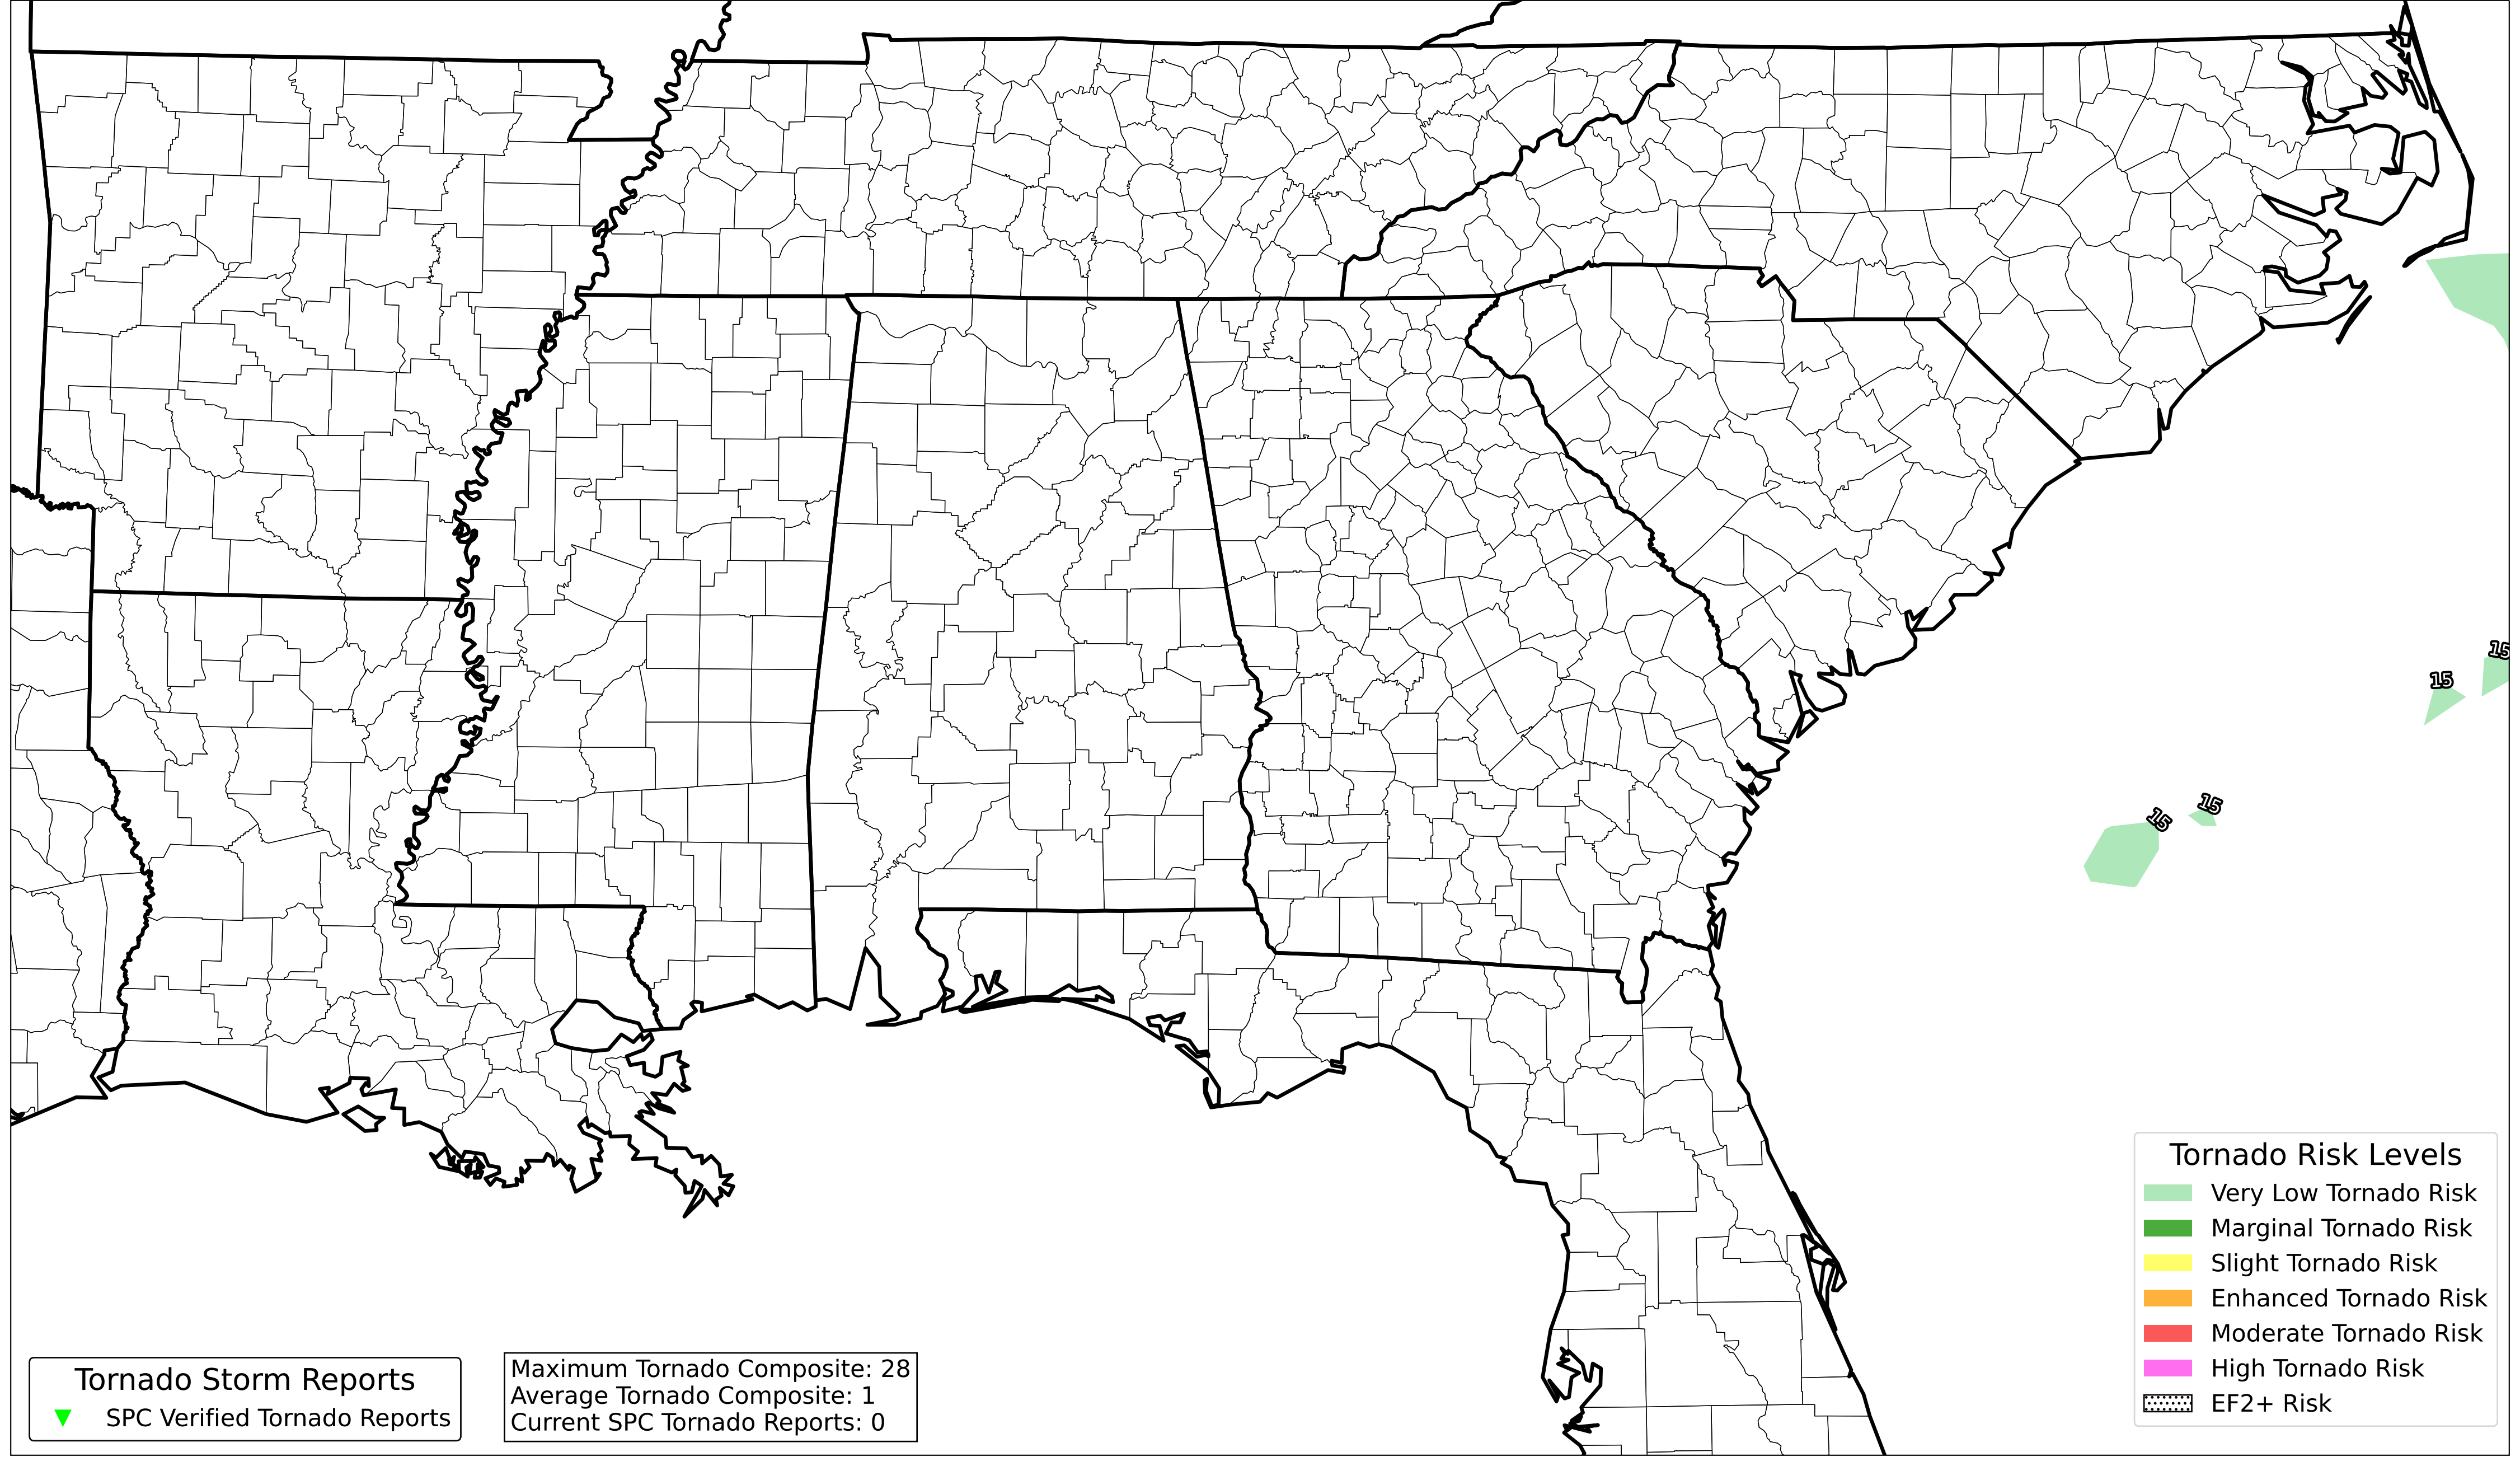 15
15
15
15
Tornado Risk Levels
Very Low Tornado Risk
Marginal Tornado Risk
Slight Tornado Risk
Enhanced Tornado Risk
Moderate Tornado Risk
High Tornado Risk
EF2+ Risk
Tornado Storm Reports
SPC Verified Tornado Reports
Maximum Tornado Composite: 28
Average Tornado Composite: 1
Current SPC Tornado Reports: 0